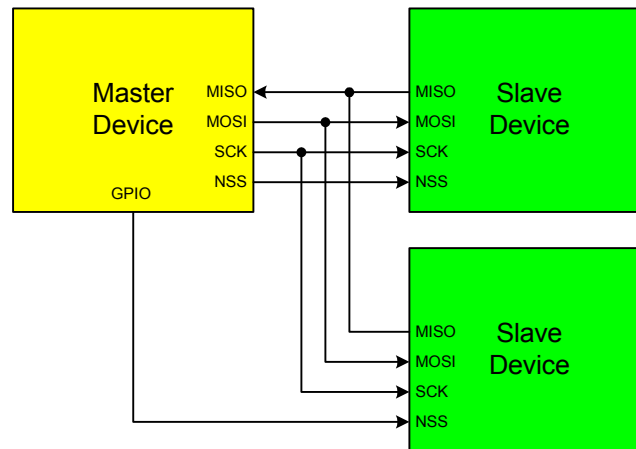 Master
Device
MISO
MOSI
SCK
NSS
GPIO
MISO
MOSI
SCK
NSS
Slave
Device
MISO
MOSI
SCK
NSS
Slave
Device